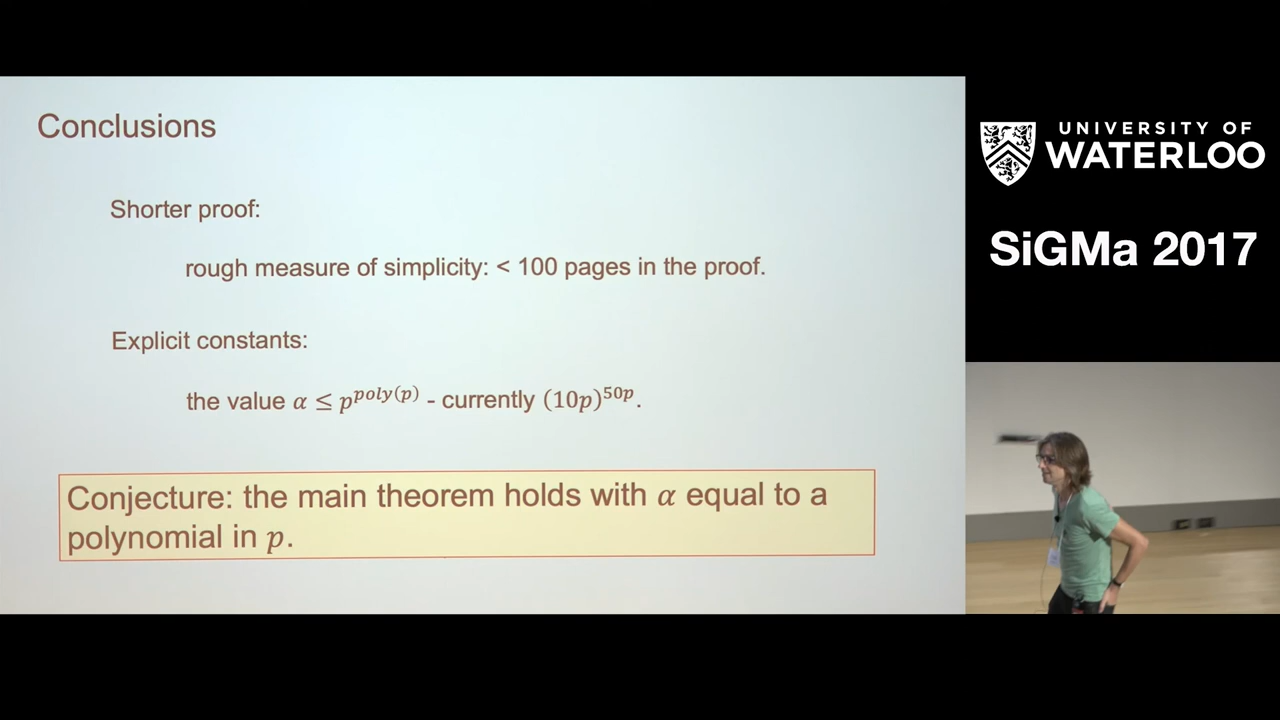 Conclusions
Shorter proof:
rough measure of simplicity: < 100 pages in the proof.
Explicit constants:
the value α ≤ p^{poly(p)} - currently (10p)^{50p}.
Conjecture: the main theorem holds with α equal to a
polynomial in p.
UNIVERSITY OF
WATERLOO
SiGMa 2017